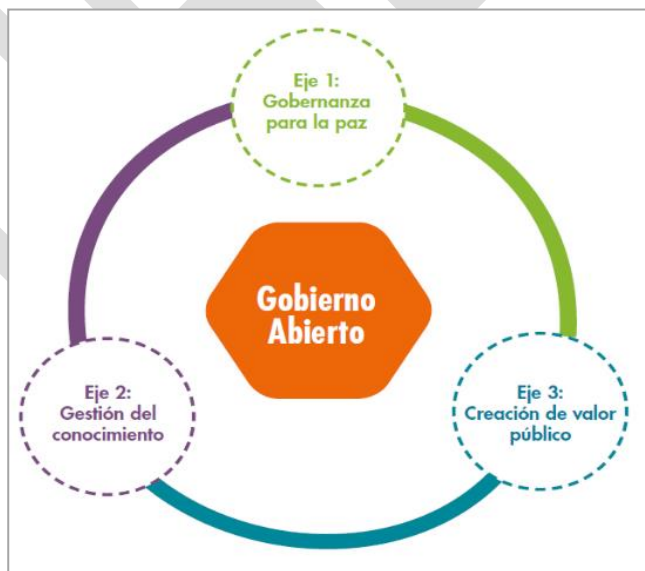 Eje 1:
Gobernanza
para la paz
Gobierno
Abierto
Eje 2:
Gestión del
conocimiento
Eje 3:
Creación de valor
público